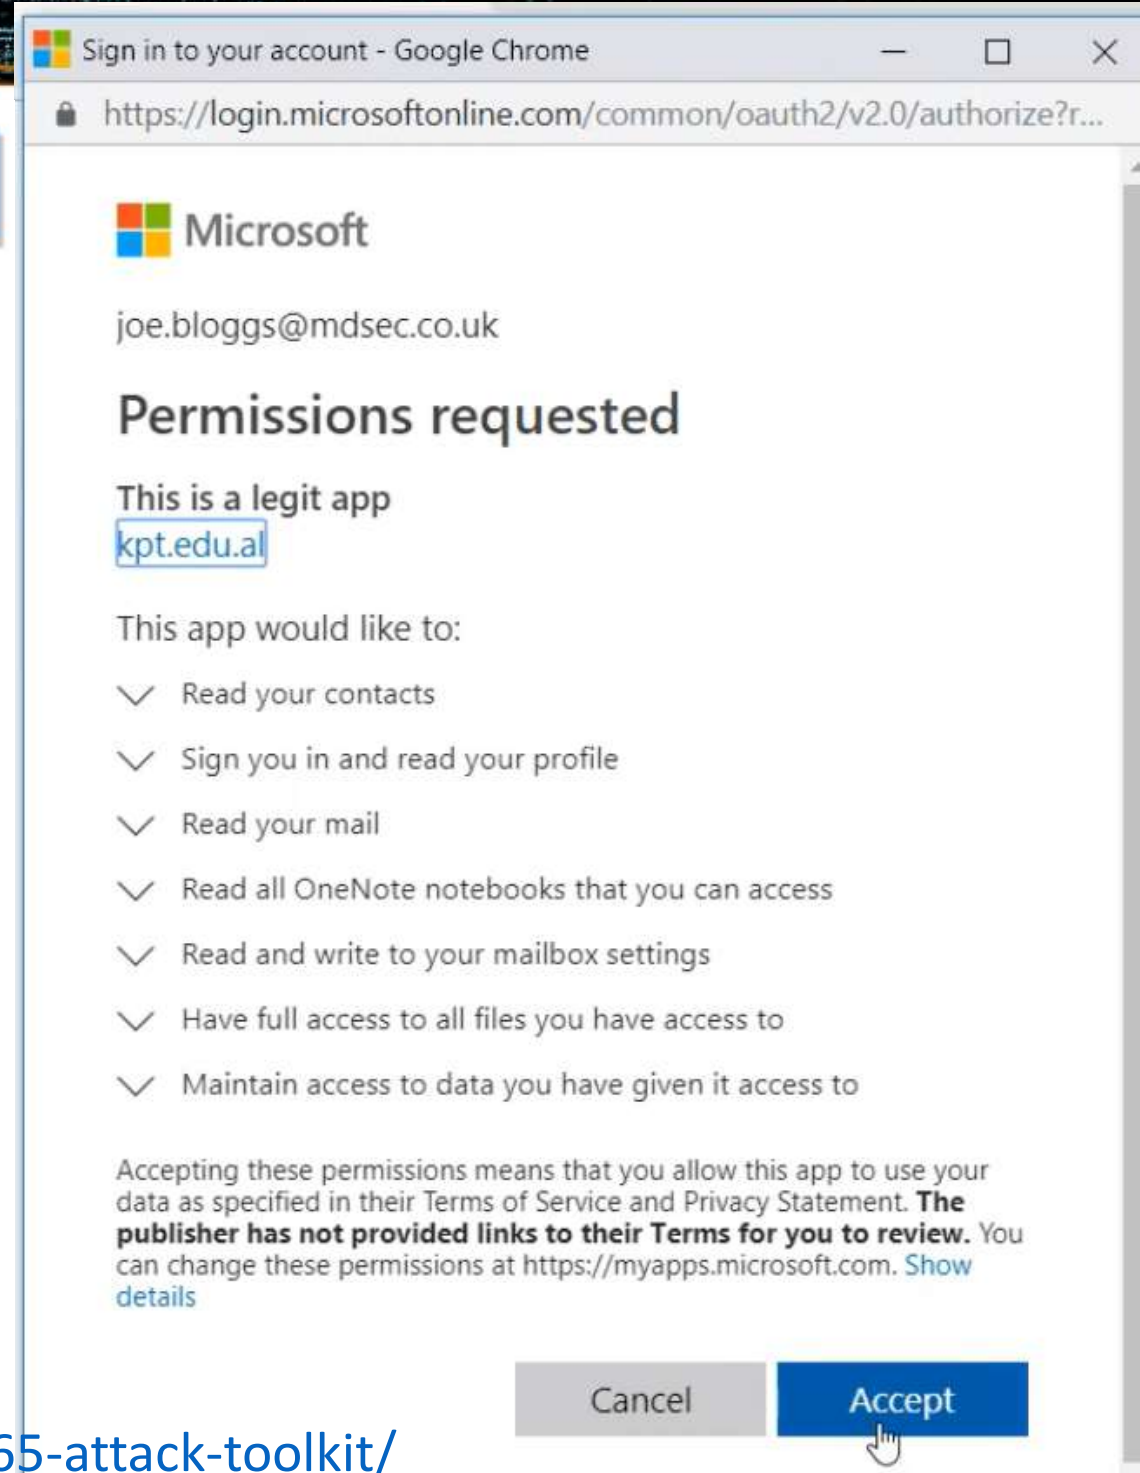 Sign in to your account - Google Chrome
https://login.microsoftonline.com/common/oauth2/v2.0/authorize?r...
Microsoft
joe.bloggs@mdsec.co.uk
Permissions requested
This is a legit app
kpt.edu.al
This app would like to:
Read your contacts
Sign you in and read your profile
Read your mail
Read all OneNote notebooks that you can access
Read and write to your mailbox settings
Have full access to all files you have access to
Maintain access to data you have given it access to
Accepting these permissions means that you allow this app to use your
data as specified in their Terms of Service and Privacy Statement. The
publisher has not provided links to their Terms for you to review. You
can change these permissions at https://myapps.microsoft.com. Show
details
Cancel Accept
65-attack-toolkit/